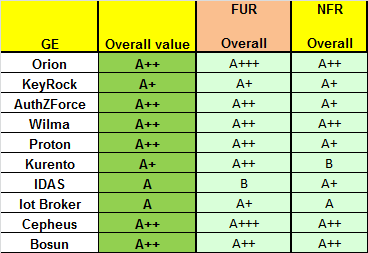 FUR NFR
GE Overall value Overall Overall
Orion A++ A+++ A++
KeyRock A+ A+ A+
AuthZForce A++ A++ A+
Wilma A++ A++ A++
Proton A++ A++ A+
Kurento A+ A++ B
IDAS A B A+
Iot Broker A A+ A
Cepheus A++ A+++ A++
Bosun A++ A++ A++